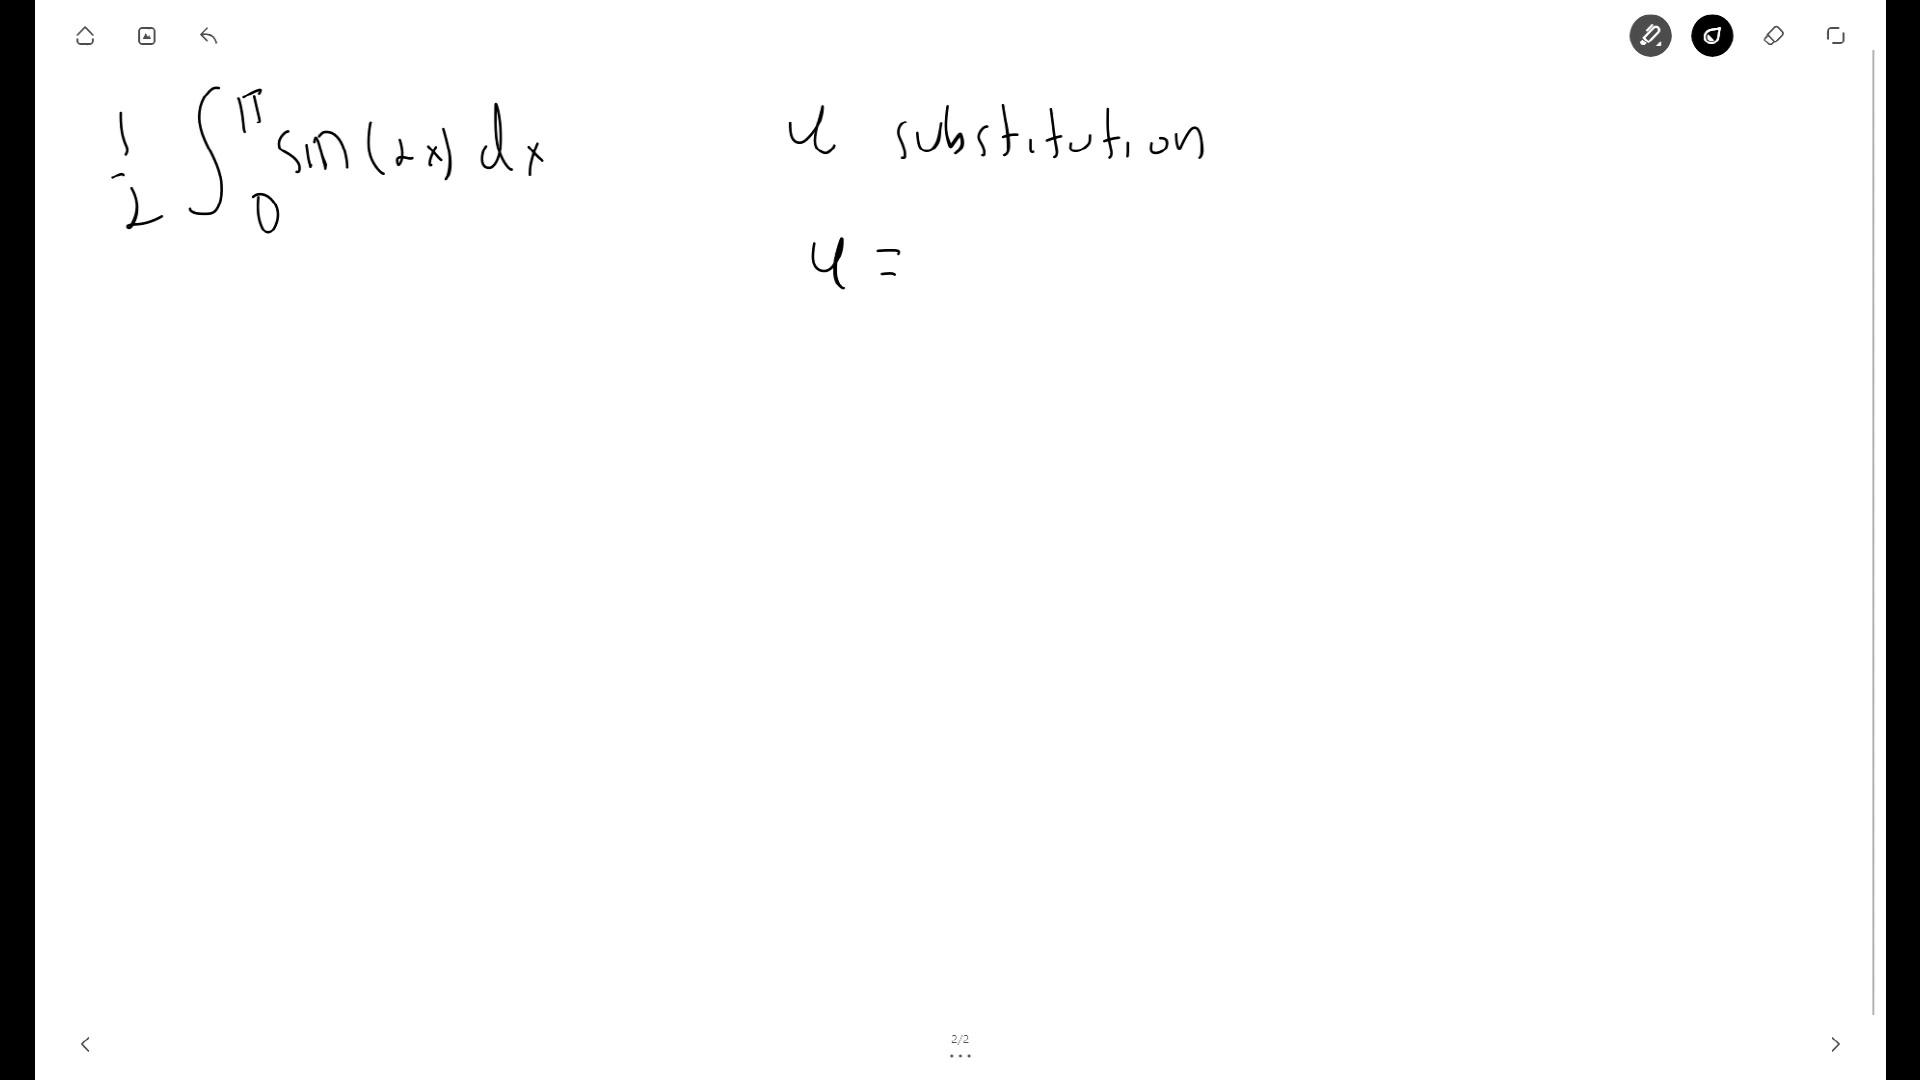 1/2 ∫₀^π sin(2x) dx
u substitution
u =
2/2